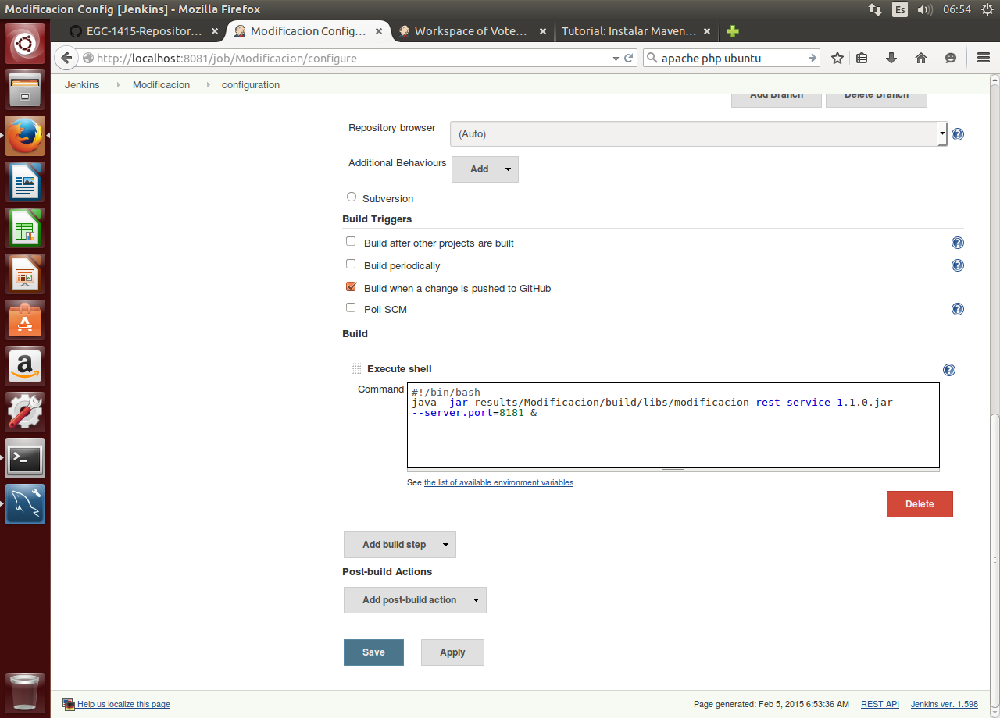 Modificacion Config [Jenkins] - Mozilla Firefox
Es
06:54
EGC-1415-Repositor...
Modificacion Config...
Workspace of Vote...
Tutorial: Instalar Maven...
http://localhost:8081/job/Modificacion/configure
apache php ubuntu
Jenkins
Modificacion
configuration
Add Branch
Delete Branch
Repository browser
(Auto)
Additional Behaviours
Add
Subversion
Build Triggers
Build after other projects are built
Build periodically
Build when a change is pushed to GitHub
Poll SCM
Build
Execute shell
Command
#!/bin/bash
java -jar results/Modificacion/build/libs/modificacion-rest-service-1.1.0.jar
--server.port=8181 &
See the list of available environment variables
Delete
Add build step
Post-build Actions
Add post-build action
Save
Apply
Help us localize this page
Page generated: Feb 5, 2015 6:53:36 AM
REST API
Jenkins ver. 1.598